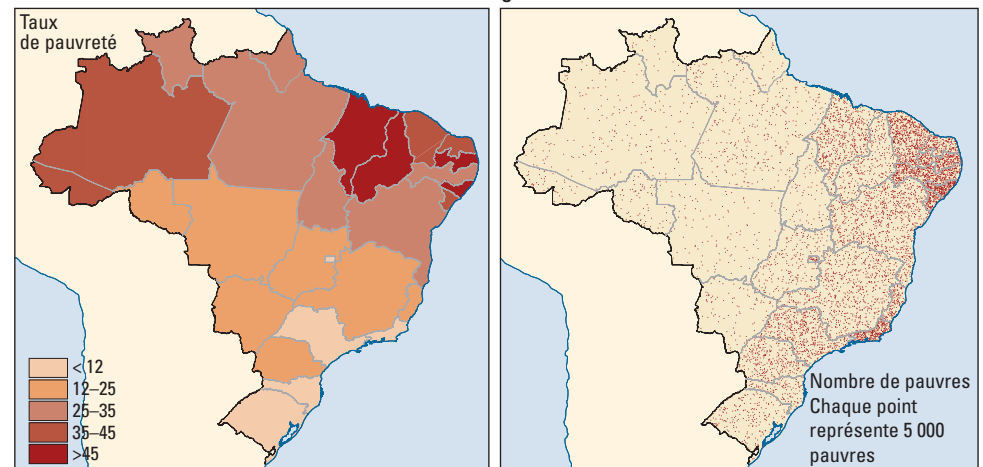 Taux
de pauvreté
< 12
12–25
25–35
35–45
>45
Nombre de pauvres
Chaque point
représente 5 000
pauvres